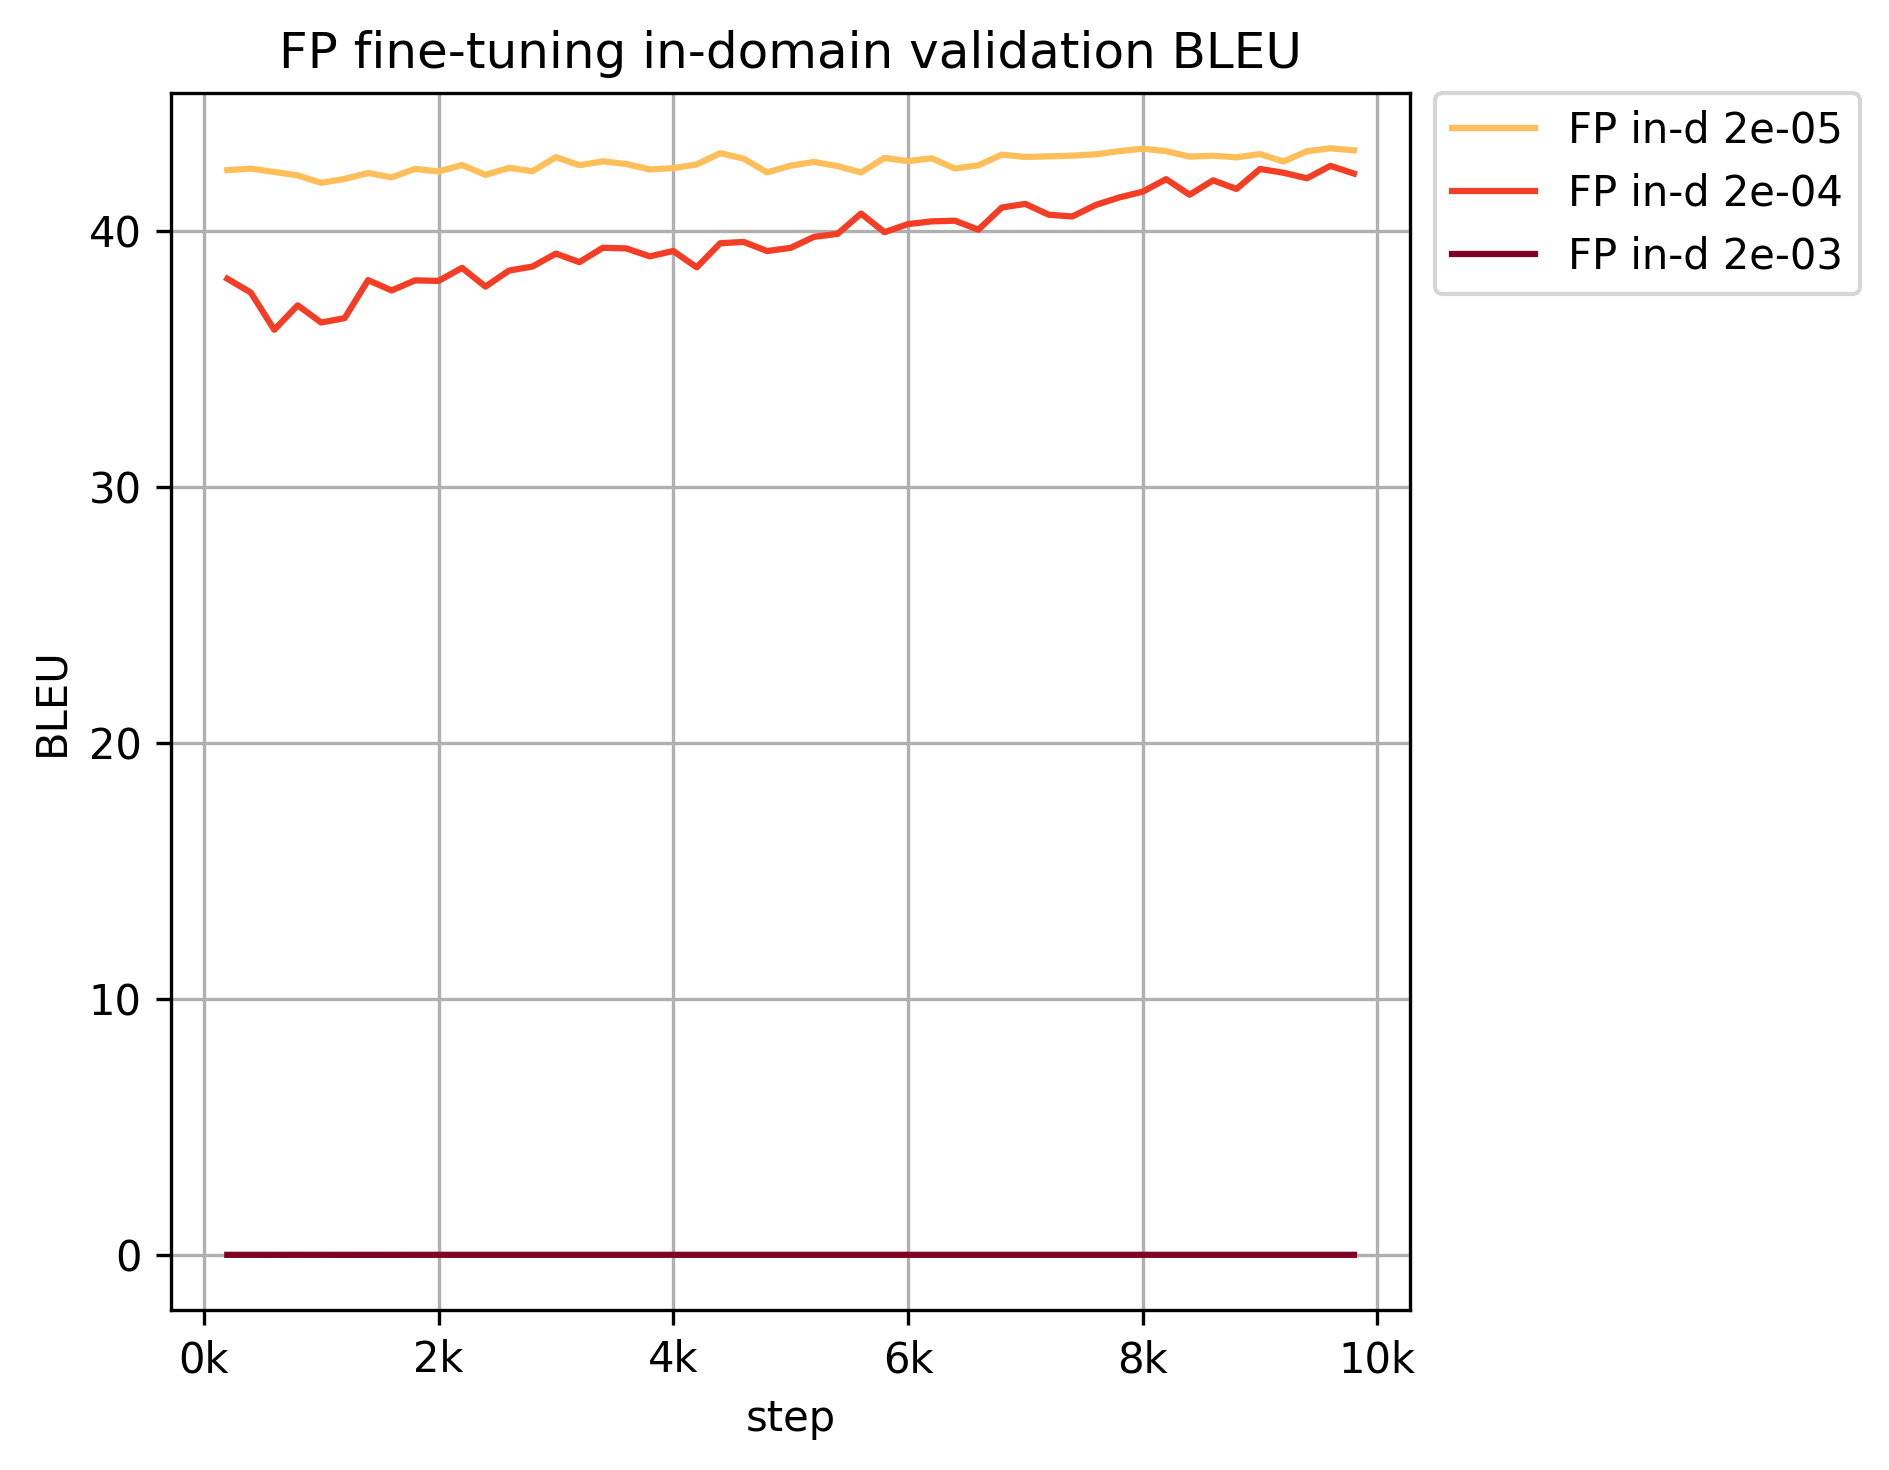 FP fine-tuning in-domain validation BLEU
FP in-d 2e-05
FP in-d 2e-04
FP in-d 2e-03
BLEU
40
30
20
10
0
0k 2k 4k 6k 8k 10k
step